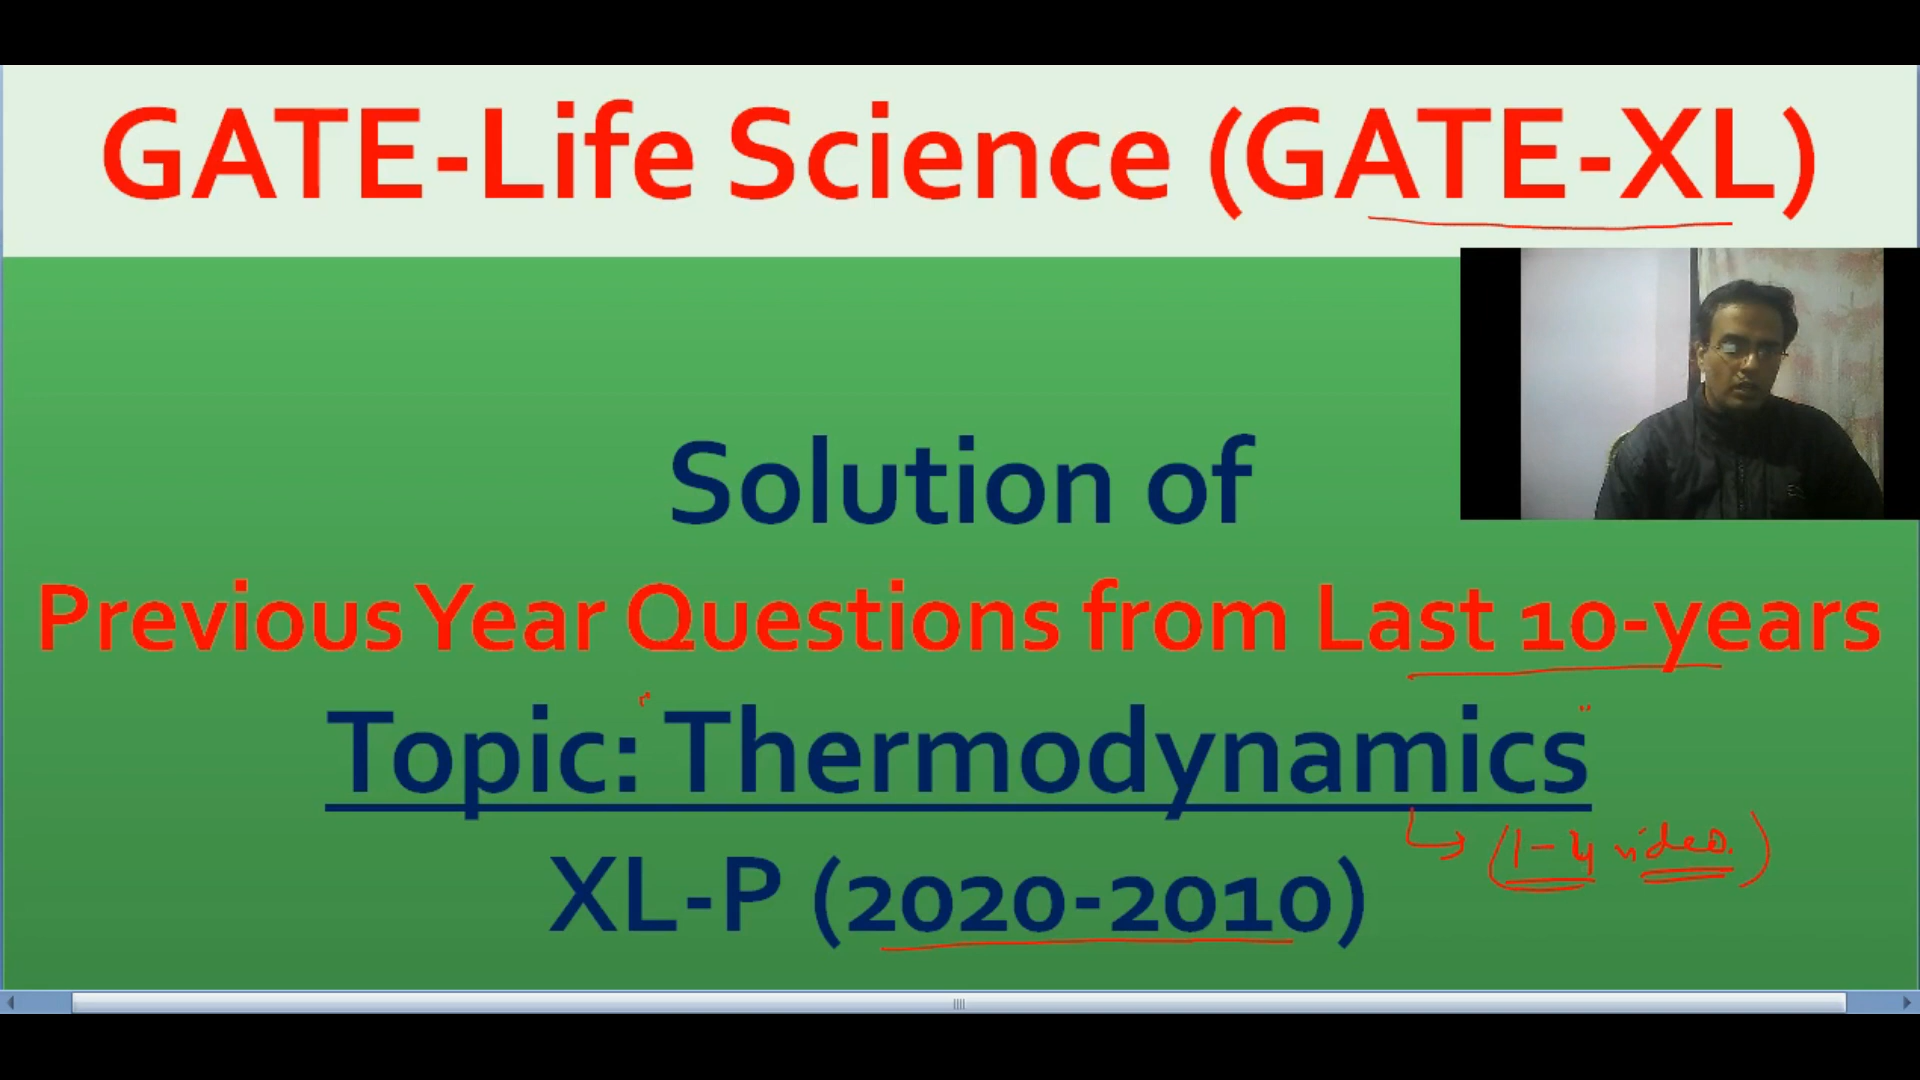 GATE-Life Science (GATE-XL)
Solution of
Previous Year Questions from Last 10-years
Topic: Thermodynamics
(1-4 video.)
XL-P (2020-2010)